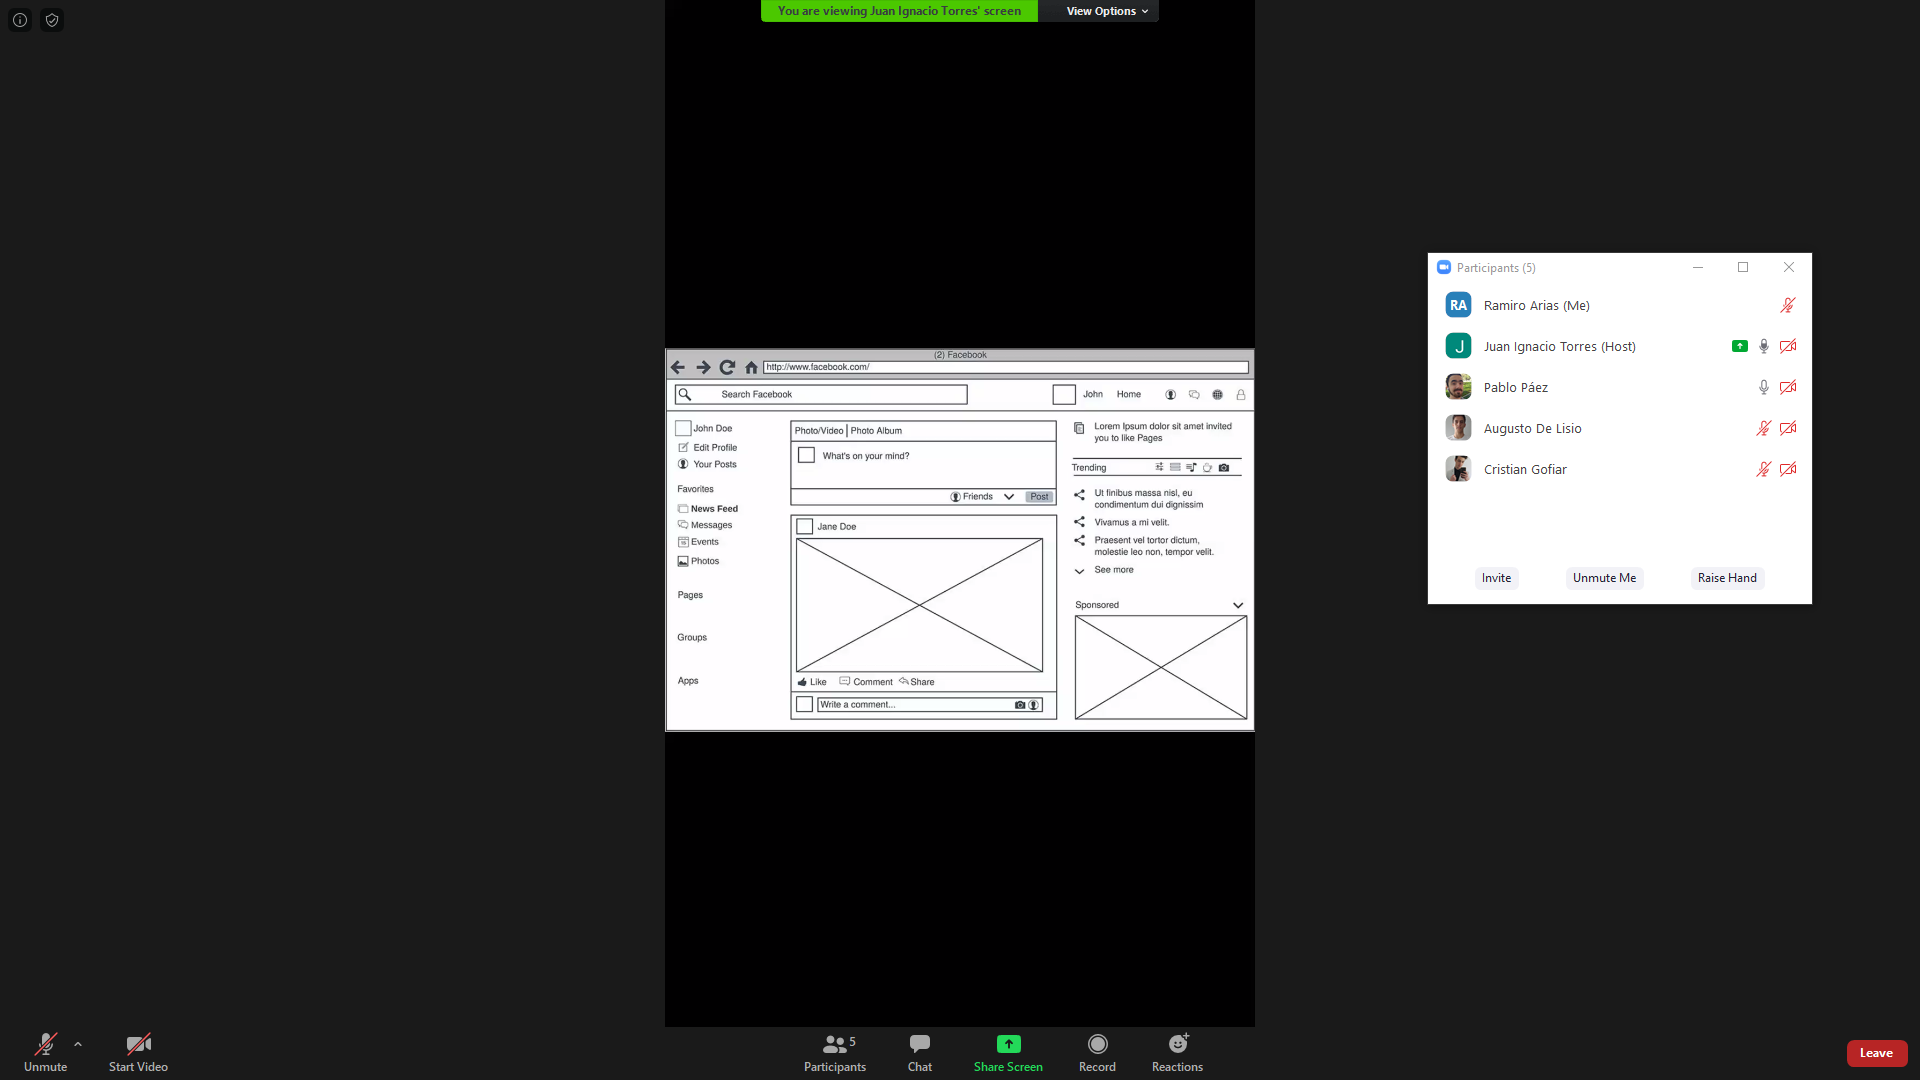 You are viewing Juan Ignacio Torres' screen
View Options
(2) Facebook
http://www.facebook.com/
Search Facebook
John
Home
John Doe
Edit Profile
Your Posts
Favorites
News Feed
Messages
Events
Photos
Pages
Groups
Apps
Photo/Video
Photo Album
What's on your mind?
Friends
Post
Jane Doe
Like
Comment
Share
Write a comment...
Lorem Ipsum dolor sit amet invited
you to like Pages
Trending
Ut finibus massa nisl, eu
condimentum dui dignissim
Vivamus a mi velit.
Praesent vel tortor dictum,
molestie leo non, tempor velit.
See more
Sponsored
Participants (5)
RA
Ramiro Arias (Me)
J
Juan Ignacio Torres (Host)
Pablo Páez
Augusto De Lisio
Cristian Gofiar
Invite
Unmute Me
Raise Hand
Unmute
Start Video
5
Participants
Chat
Share Screen
Record
Reactions
Leave